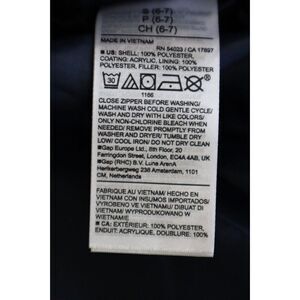 S (6-7)
P (6-7)
CH (6-7)
MADE IN VIETNAM
RN 54023 / CA 17897
US: SHELL: 100% POLYESTER,
COATING: ACRYLIC, LINING: 100%
POLYESTER, FILLER: 100% POLYESTER
30
1166
CLOSE ZIPPER BEFORE WASHING/
MACHINE WASH COLD GENTLE CYCLE/
WASH AND DRY WITH LIKE COLORS/
ONLY NON-CHLORINE BLEACH WHEN
NEEDED/ REMOVE PROMPTLY FROM
WASHER AND DRYER/ TUMBLE DRY
LOW/ COOL IRON/ DO NOT DRY CLEAN
Gap Europe Ltd., 8th Floor, 20
Farringdon Street, London, EC4A 4AB, UK
Gap (RHC) B.V. Luna ArenA
Herikerbergweg 238 Amsterdam, 1101
CM, Netherlands
FABRIQUÉ AU VIETNAM/ HECHO EN
VIETNAM CON INSUMOS IMPORTADOS/
VYROBENO VE VIETNAMU/ DIBUAT DI
VIETNAM/ WYPRODUKOWANO W
WIETNAMIE
CA: EXTÉRIEUR: 100% POLYESTER,
ENDUIT: ACRYLIQUE, DOUBLURE: 100%